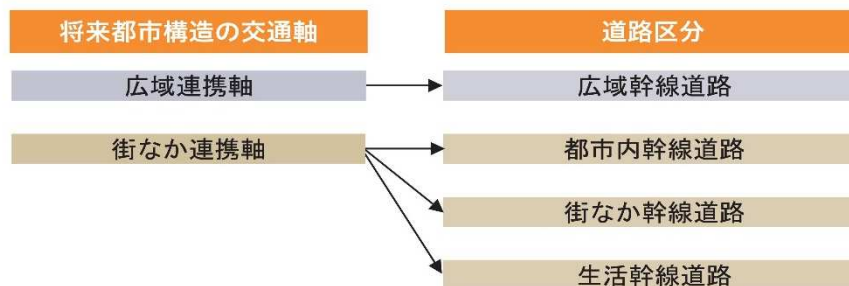 将来都市構造の交通軸
道路区分
広域連携軸
広域幹線道路
街なか連携軸
都市内幹線道路
街なか幹線道路
生活幹線道路